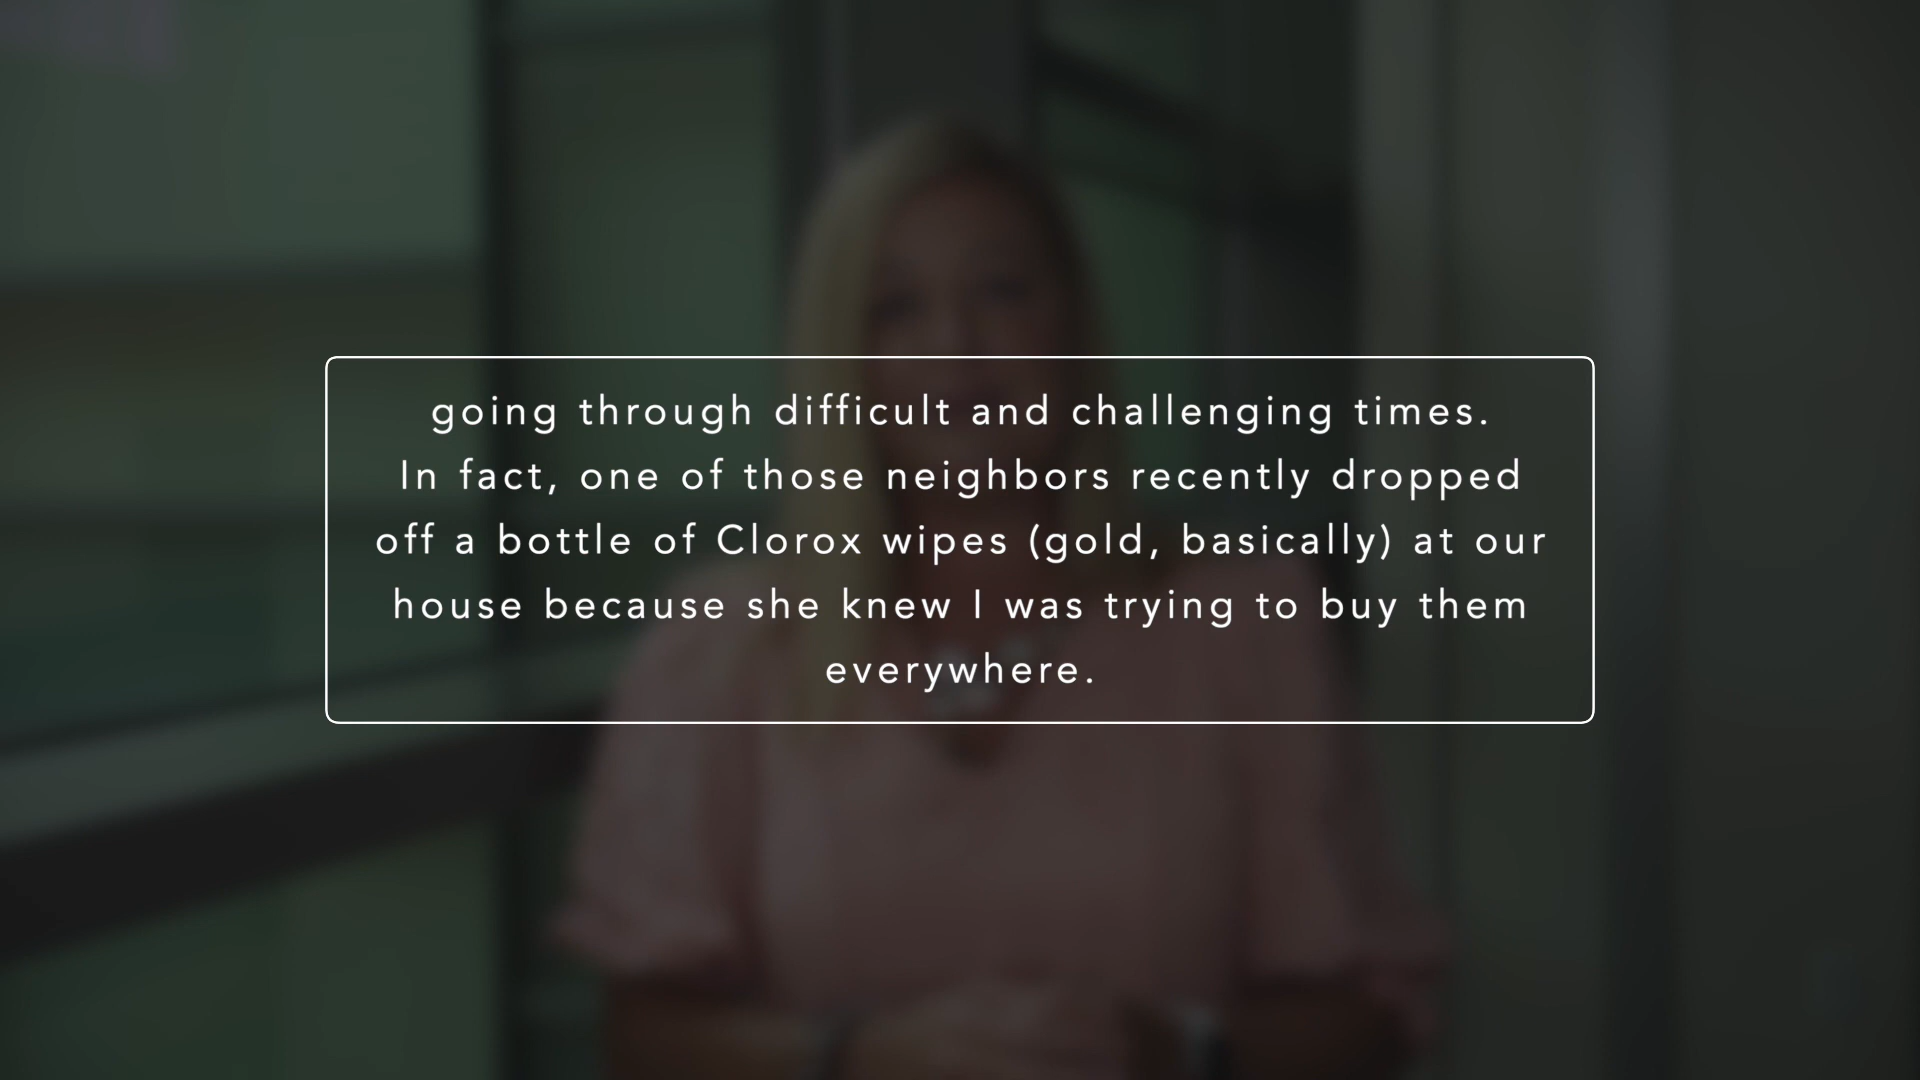 going through difficult and challenging times.
In fact, one of those neighbors recently dropped
off a bottle of Clorox wipes (gold, basically) at our
house because she knew I was trying to buy them
everywhere.